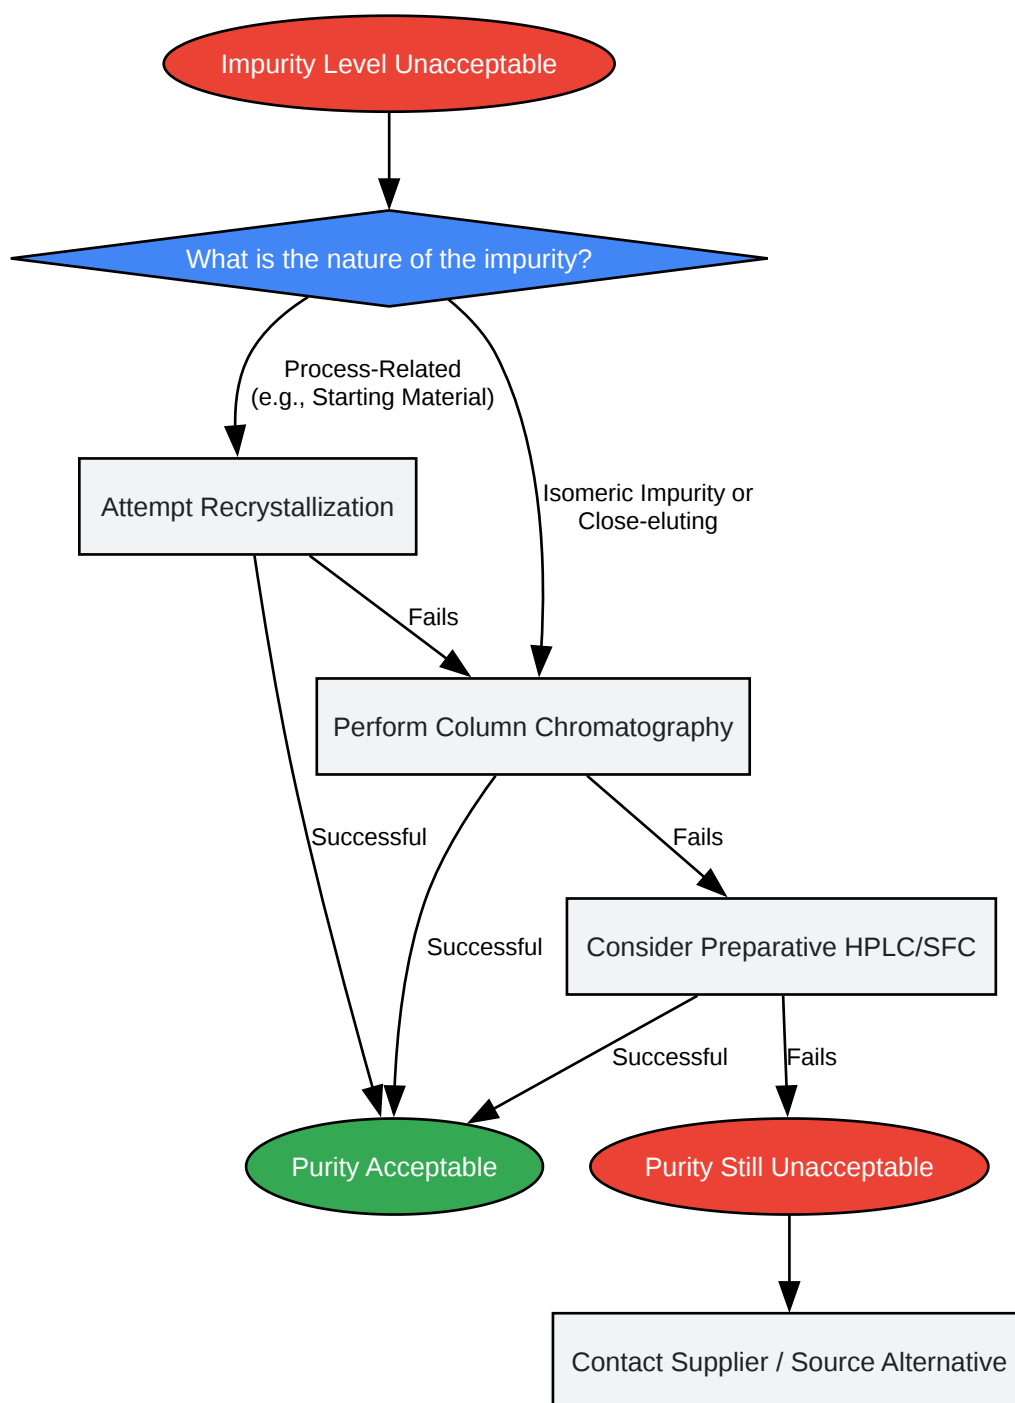 Impurity Level Unacceptable
What is the nature of the impurity?
Process-Related
(e.g., Starting Material)
Attempt Recrystallization
Isomeric Impurity or
Close-eluting
Fails
Perform Column Chromatography
Successful
Fails
Successful
Consider Preparative HPLC/SFC
Successful
Fails
Purity Acceptable
Purity Still Unacceptable
Contact Supplier / Source Alternative